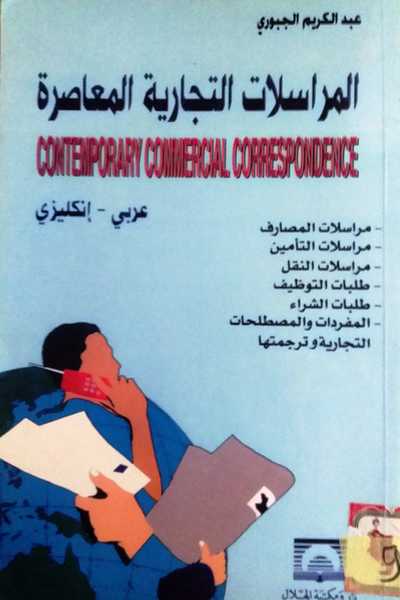 عبد الكريم الجبوري
المراسلات التجارية المعاصرة
CONTEMPORARY COMMERCIAL CORRESPONDENCE
عربي - إنكليزي
- مراسلات المصارف
- مراسلات التأمين
- مراسلات النقل
- طلبات التوظيف
- طلبات الشراء
- المفردات والمصطلحات
التجارية وترجمتها
دار ومكتبة الهلال